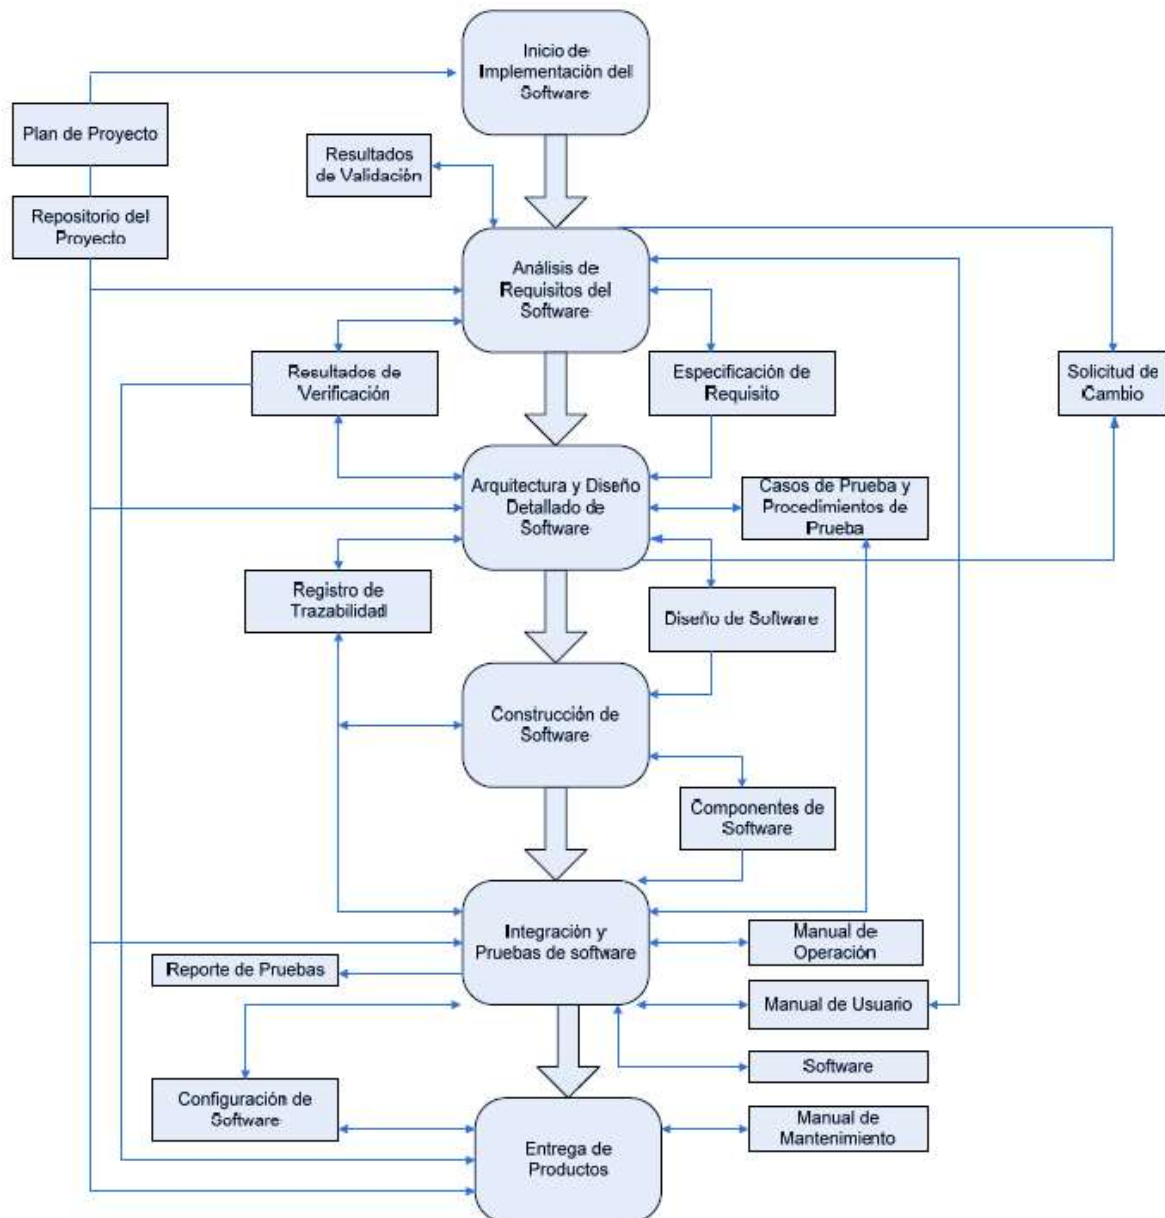 Inicio de
Implementación del
Software
Plan de Proyecto
Resultados
de Validación
Repositorio del
Proyecto
Análisis de
Requisitos del
Software
Resultados de
Verificación
Especificación de
Requisito
Solicitud de
Cambio
Arquitectura y Diseño
Detallado de
Software
Casos de Prueba y
Procedimientos de
Prueba
Registro de
Trazabilidad
Diseño de Software
Construcción de
Software
Componentes de
Software
Integración y
Pruebas de software
Manual de
Operación
Reporte de Pruebas
Manual de Usuario
Software
Configuración de
Software
Manual de
Mantenimiento
Entrega de
Productos